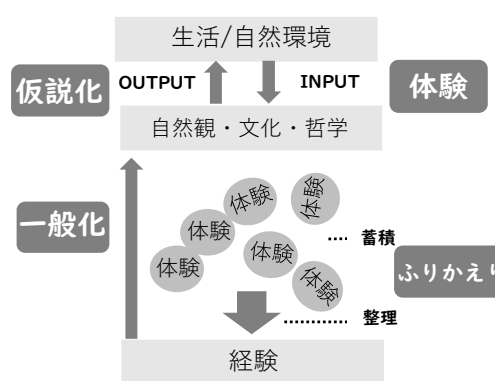 生活/自然環境
仮説化
OUTPUT
INPUT
体験
自然観・文化・哲学
体験
体験
一般化
体験
体験
蓄積
体験
体験
ふりかえり
整理
経験